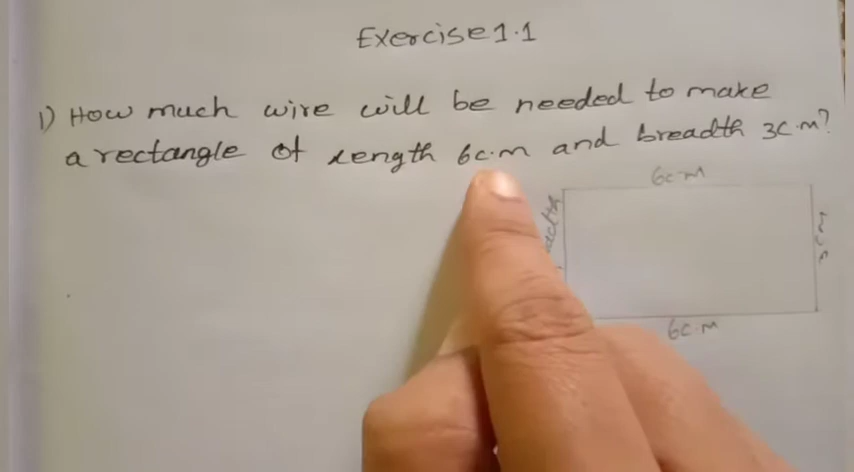 Exercise 1.1
1) How much wire will be needed to make
a rectangle of length 6c.m and breadth 3c.m?
6c.m
6c.m